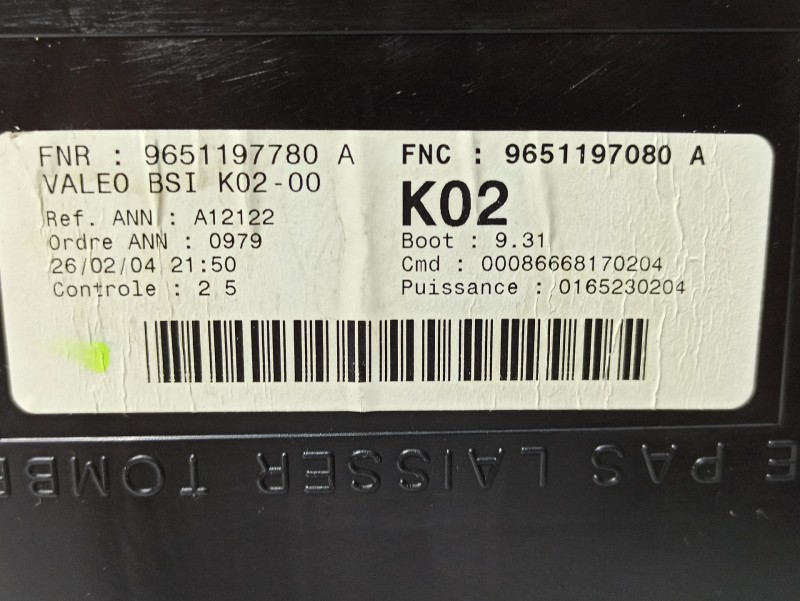 FNR : 9651197780 A
VALEO BSI K02-00
Ref. ANN : A12122
Ordre ANN : 0979
26/02/04 21:50
Controle : 2 5
FNC : 9651197080 A
K02
Boot : 9.31
Cmd : 00086668170204
Puissance : 0165230204
E PAS LAISSER TOMBE